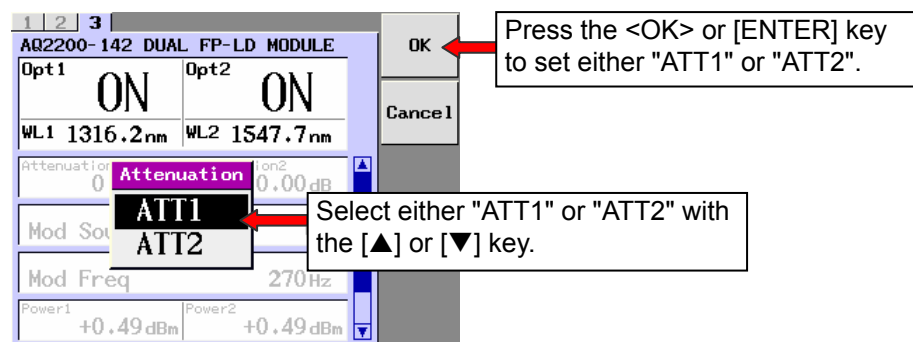 1 2 3
AQ2200-142 DUAL FP-LD MODULE
Opt1 ON Opt2 ON
WL1 1316.2nm WL2 1547.7nm
OK
Cancel
Press the <OK> or [ENTER] key
to set either "ATT1" or "ATT2".
Attenuation
ATT1
ATT2
Select either "ATT1" or "ATT2" with
the [▲] or [▼] key.
0.00dB
Mod Freq 270Hz
Power1 +0.49dBm Power2 +0.49dBm